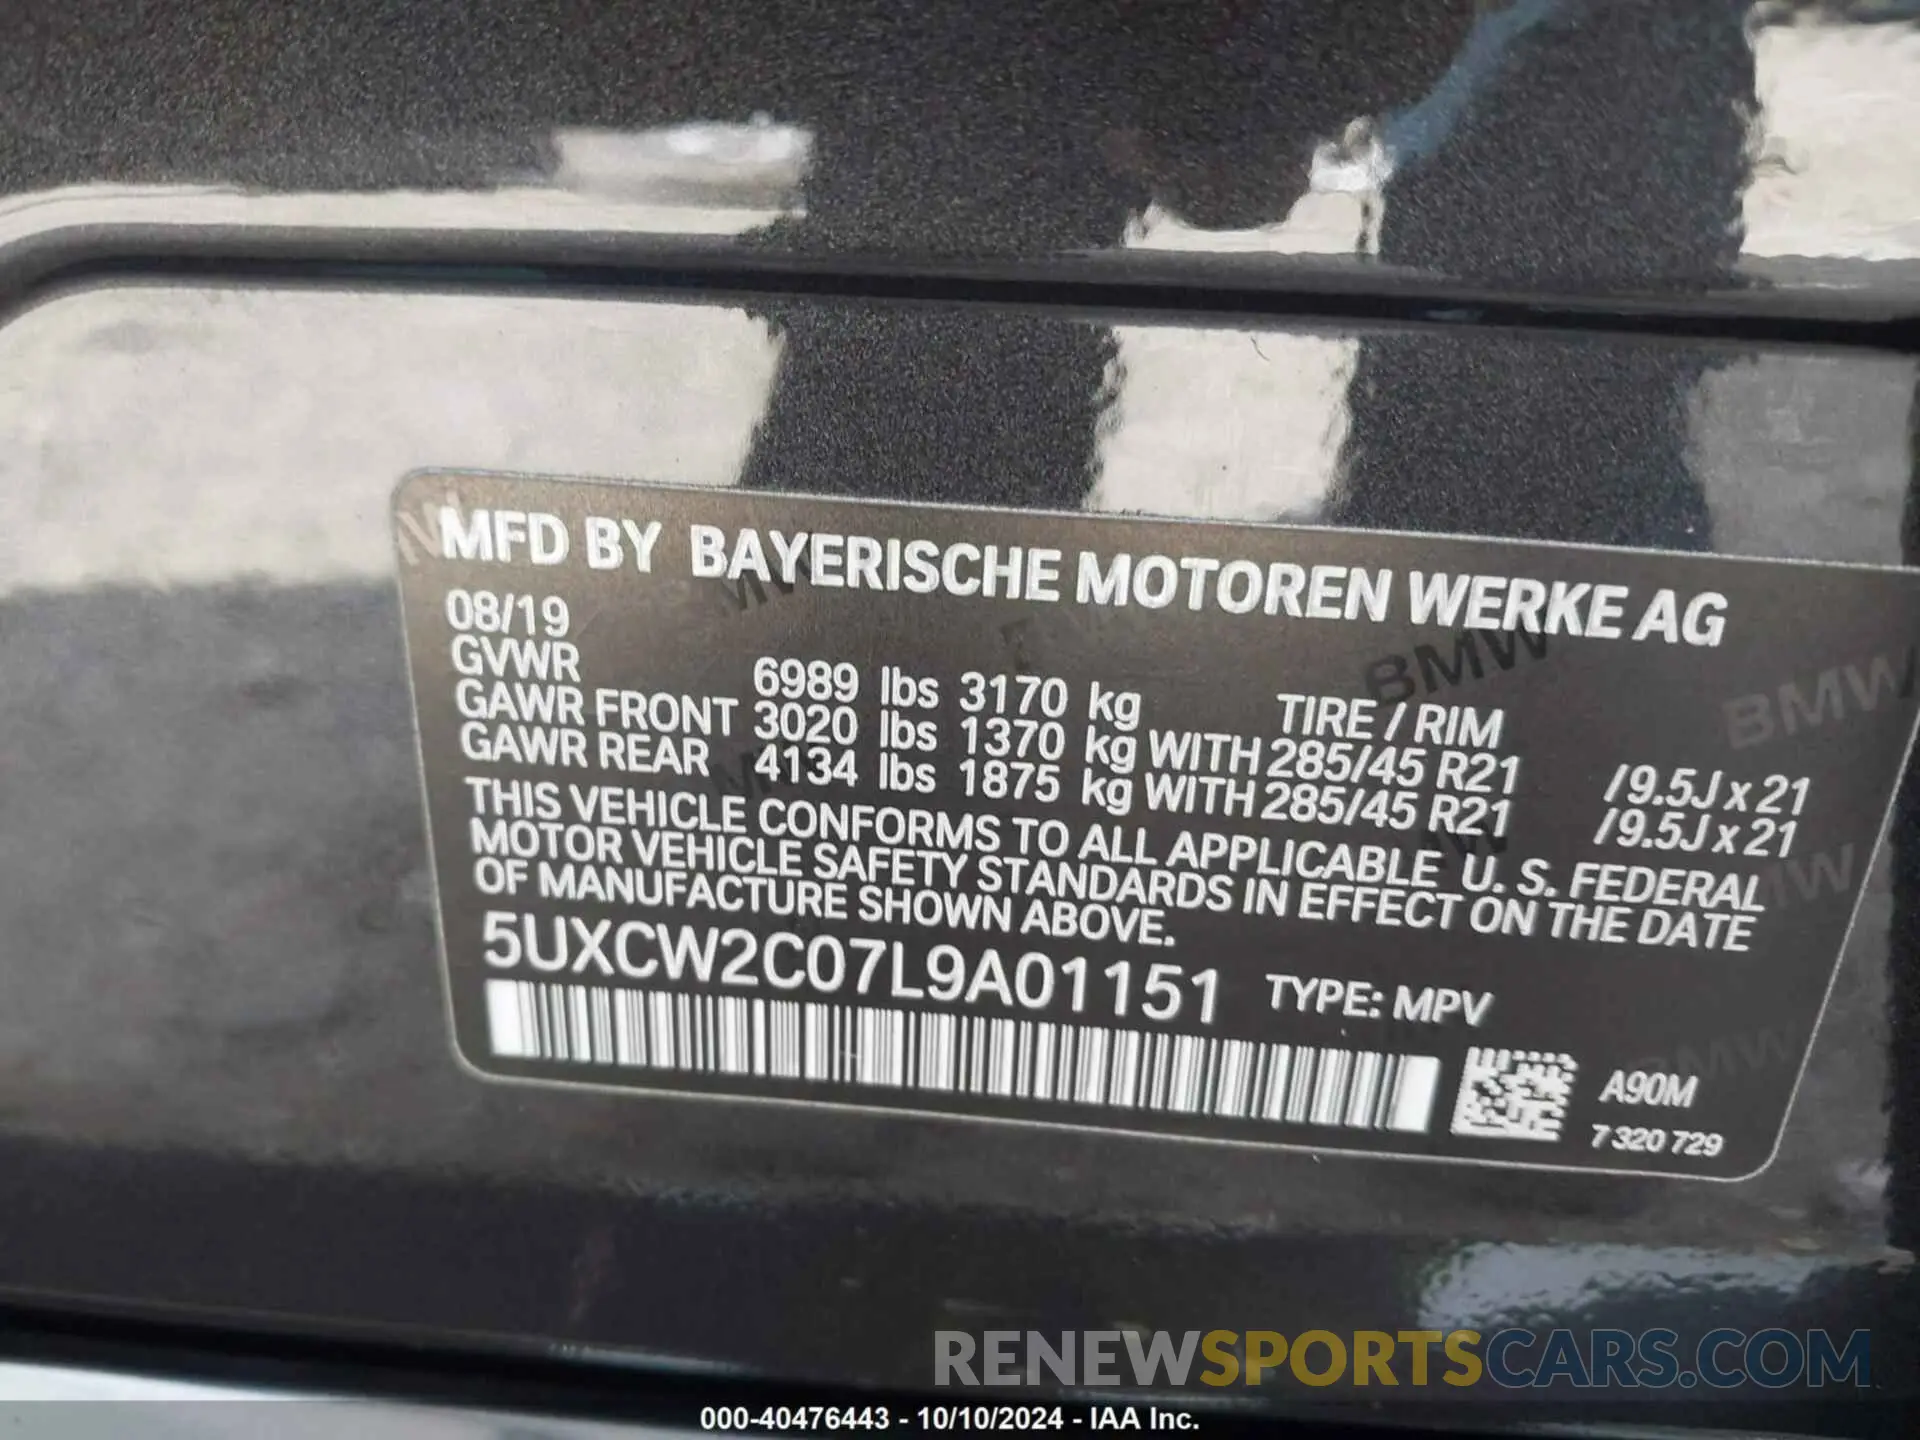 MFD BY BAYERISCHE MOTOREN WERKE AG
08/19
GVWR 6989 lbs 3170 kg TIRE / RIM
GAWR FRONT 3020 lbs 1370 kg WITH 285/45 R21 /9.5J x 21
GAWR REAR 4134 lbs 1875 kg WITH 285/45 R21 /9.5J x 21
THIS VEHICLE CONFORMS TO ALL APPLICABLE U. S. FEDERAL
MOTOR VEHICLE SAFETY STANDARDS IN EFFECT ON THE DATE
OF MANUFACTURE SHOWN ABOVE.
5UXCW2C07L9A01151 TYPE: MPV
A90M
7 320 729
BMW
BMW
RENEWSPORTSCARS.COM
000-40476443 - 10/10/2024 - IAA Inc.